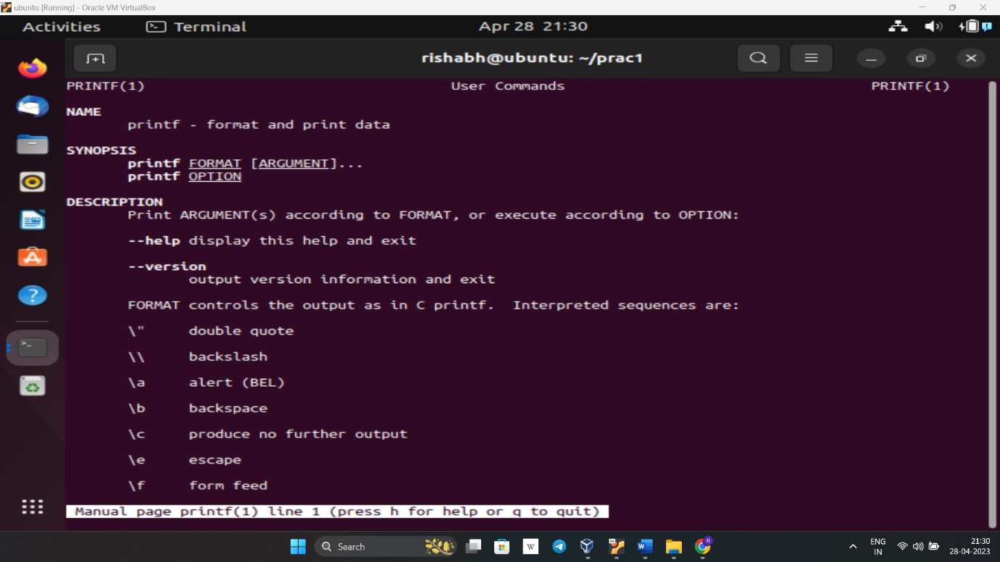 ubuntu [Running] - Oracle VM VirtualBox
Activities Terminal Apr 28 21:30
rishabh@ubuntu: ~/prac1
PRINTF(1) User Commands PRINTF(1)
NAME
printf - format and print data
SYNOPSIS
printf FORMAT [ARGUMENT]...
printf OPTION
DESCRIPTION
Print ARGUMENT(s) according to FORMAT, or execute according to OPTION:
--help display this help and exit
--version
output version information and exit
FORMAT controls the output as in C printf. Interpreted sequences are:
\" double quote
\\ backslash
\a alert (BEL)
\b backspace
\c produce no further output
\e escape
\f form feed
Manual page printf(1) line 1 (press h for help or q to quit)
Search
W
R
ENG
IN
21:30
28-04-2023